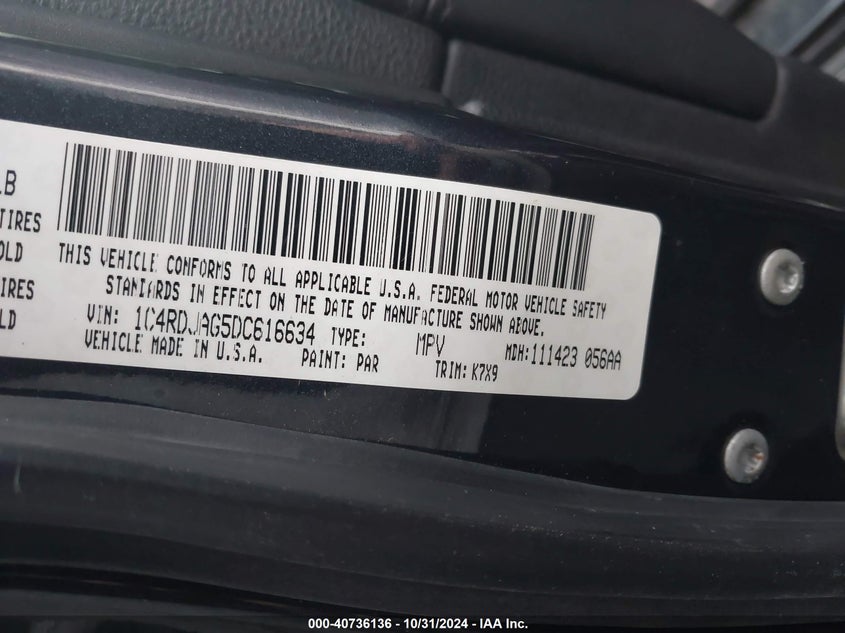 LB
TIRES
OLD
IRES
LD
THIS VEHICLE CONFORMS TO ALL APPLICABLE U.S.A. FEDERAL MOTOR VEHICLE SAFETY
STANDARDS IN EFFECT ON THE DATE OF MANUFACTURE SHOWN ABOVE.
VIN: 1C4RDJAG5DC616634 TYPE: MPV MDH:111423 056AA
VEHICLE MADE IN U.S.A. PAINT: PAR TRIM: K7X9
000-40736136 - 10/31/2024 - IAA Inc.